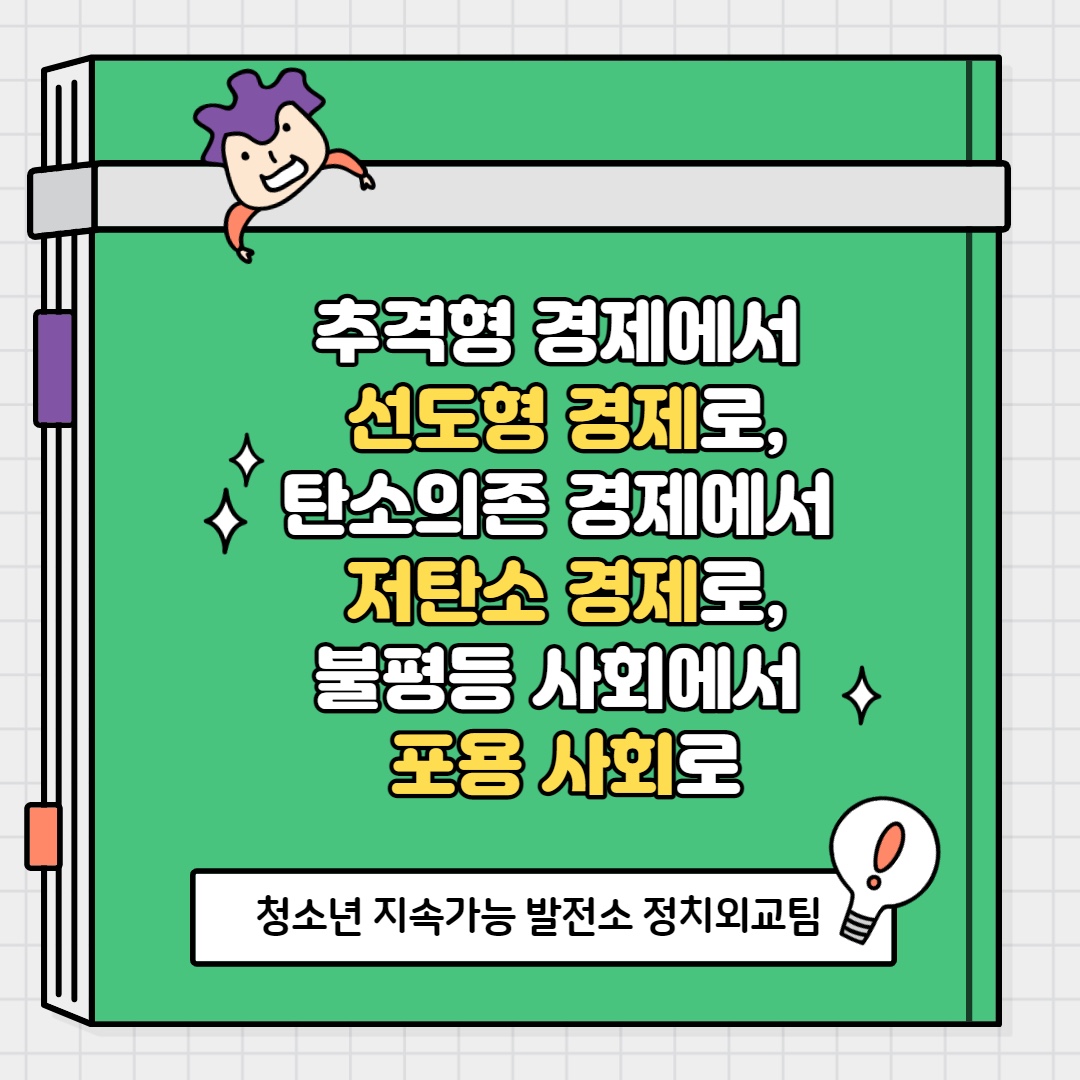 추격형 경제에서
선도형 경제로,
탄소의존 경제에서
저탄소 경제로,
불평등 사회에서
포용 사회로
청소년 지속가능 발전소 정치외교팀